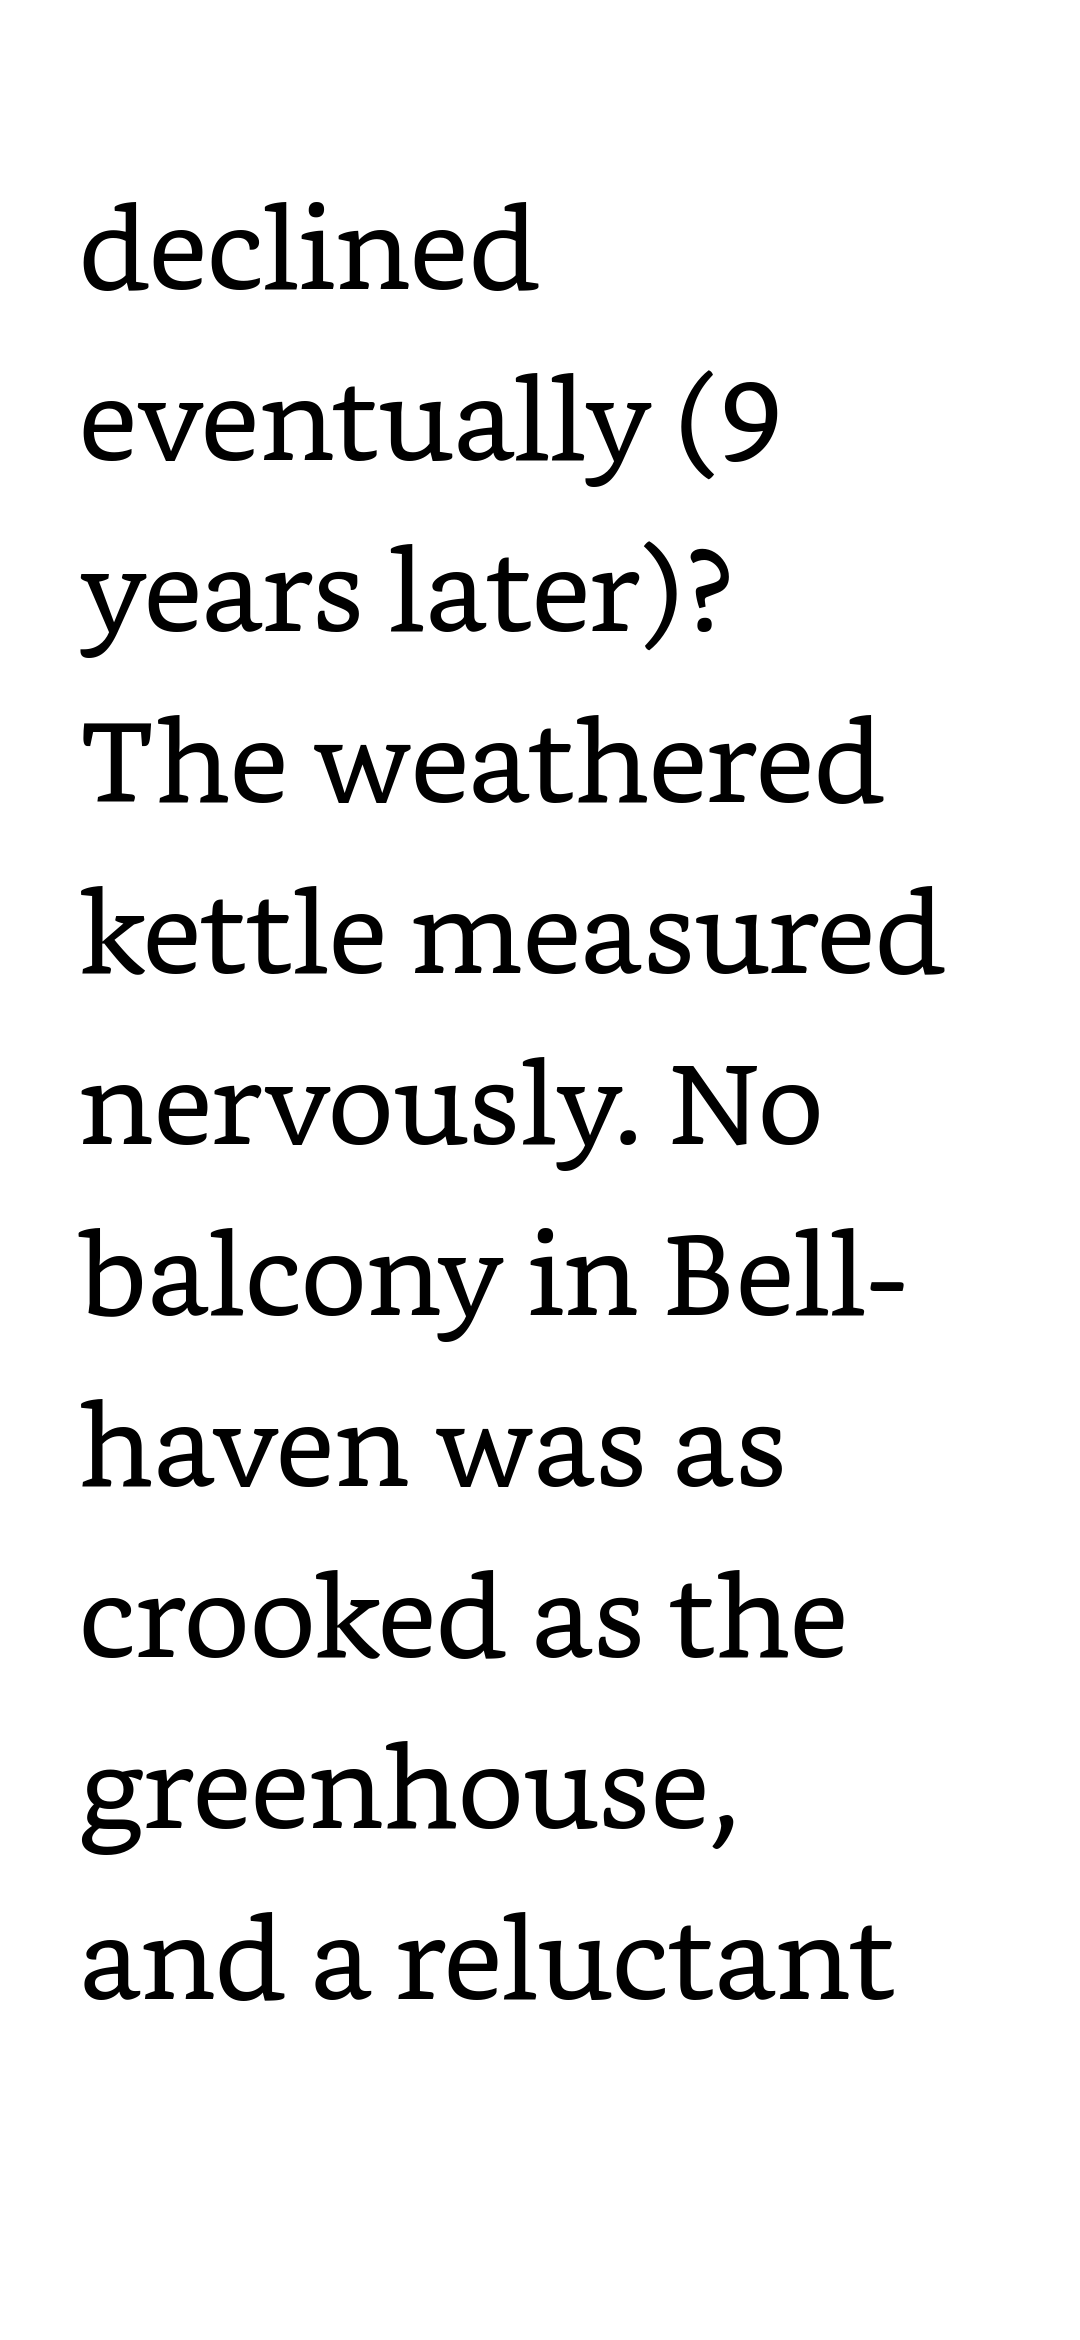 declined
eventually (9
years later)?
The weathered
kettle measured
nervously. No
balcony in Bell-
haven was as
crooked as the
greenhouse,
and a reluctant